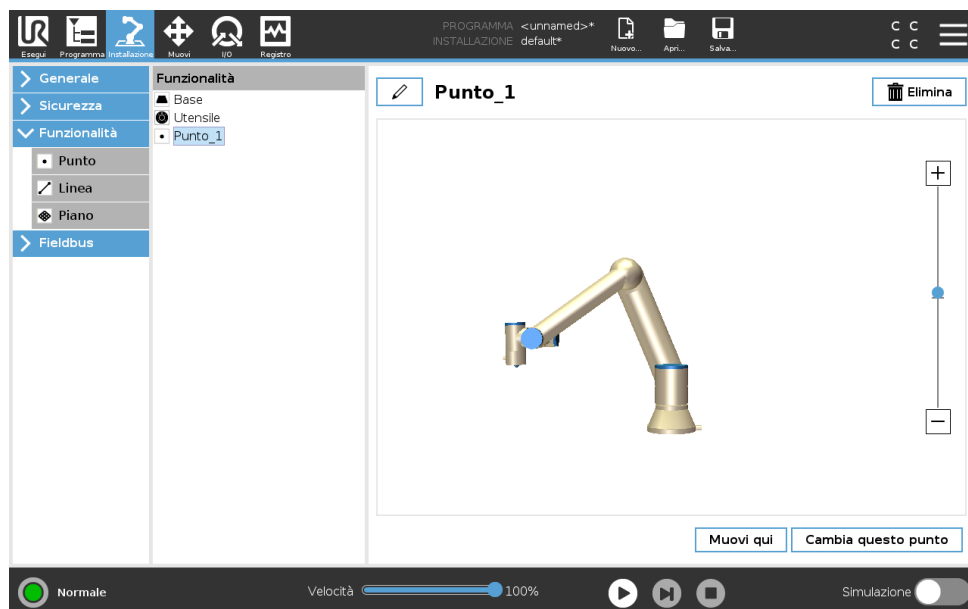 PROGRAMMA <unnamed>*
INSTALLAZIONE default*
Esegui Programma Installazione Muovi I/O Registro Nuovo... Apri... Salva...
C C
C C
Generale
Sicurezza
Funzionalità
Punto
Linea
Piano
Fieldbus
Funzionalità
Base
Utensile
Punto_1
Punto_1
Elimina
Muovi qui Cambia questo punto
Normale Velocità 100% Simulazione